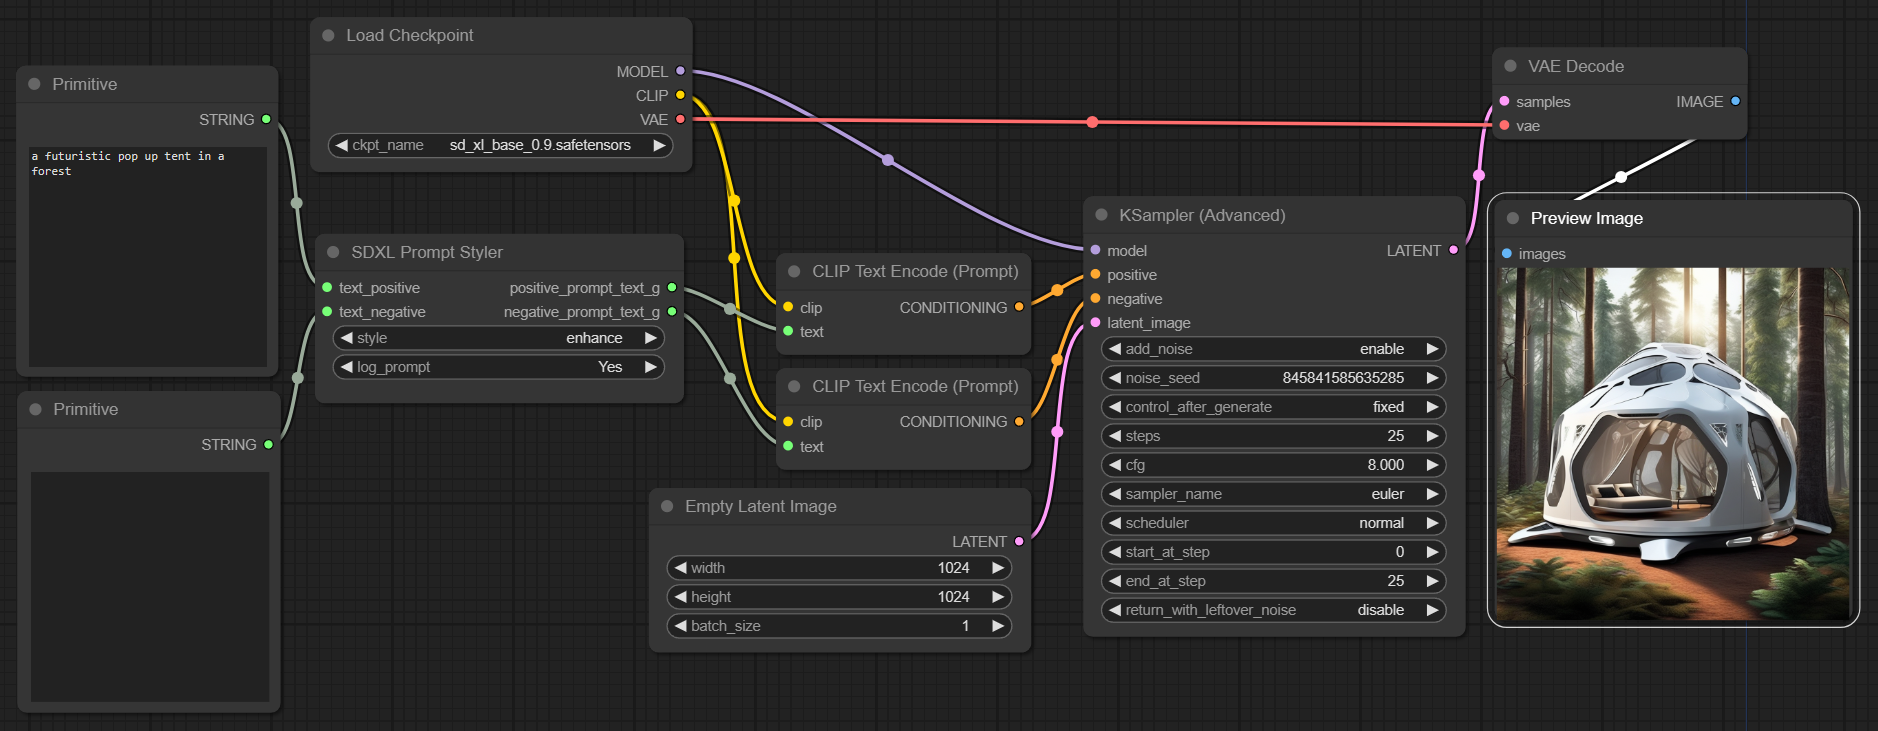 Primitive
STRING
a futuristic pop up tent in a
forest
Primitive
STRING
Load Checkpoint
MODEL
CLIP
VAE
ckpt_name sd_xl_base_0.9.safetensors
SDXL Prompt Styler
text_positive positive_prompt_text_g
text_negative negative_prompt_text_g
style enhance
log_prompt Yes
CLIP Text Encode (Prompt)
clip CONDITIONING
text
CLIP Text Encode (Prompt)
clip CONDITIONING
text
Empty Latent Image
LATENT
width 1024
height 1024
batch_size 1
KSampler (Advanced)
model LATENT
positive
negative
latent_image
add_noise enable
noise_seed 845841585635285
control_after_generate fixed
steps 25
cfg 8.000
sampler_name euler
scheduler normal
start_at_step 0
end_at_step 25
return_with_leftover_noise disable
VAE Decode
samples IMAGE
vae
Preview Image
images